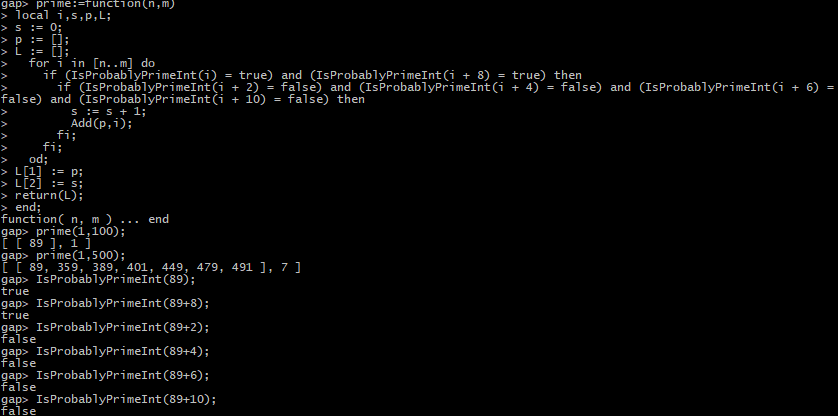 gap> prime:=function(n,m)
> local i,s,p,L;
> s := 0;
> p := [];
> L := [];
>   for i in [n..m] do
>     if (IsProbablyPrimeInt(i) = true) and (IsProbablyPrimeInt(i + 8) = true) then
>       if (IsProbablyPrimeInt(i + 2) = false) and (IsProbablyPrimeInt(i + 4) = false) and (IsProbablyPrimeInt(i + 6) =
false) and (IsProbablyPrimeInt(i + 10) = false) then
>         s := s + 1;
>         Add(p,i);
>       fi;
>     fi;
>   od;
> L[1] := p;
> L[2] := s;
> return(L);
> end;
function( n, m ) ... end
gap> prime(1,100);
[ [ 89 ], 1 ]
gap> prime(1,500);
[ [ 89, 359, 389, 401, 449, 479, 491 ], 7 ]
gap> IsProbablyPrimeInt(89);
true
gap> IsProbablyPrimeInt(89+8);
true
gap> IsProbablyPrimeInt(89+2);
false
gap> IsProbablyPrimeInt(89+4);
false
gap> IsProbablyPrimeInt(89+6);
false
gap> IsProbablyPrimeInt(89+10);
false